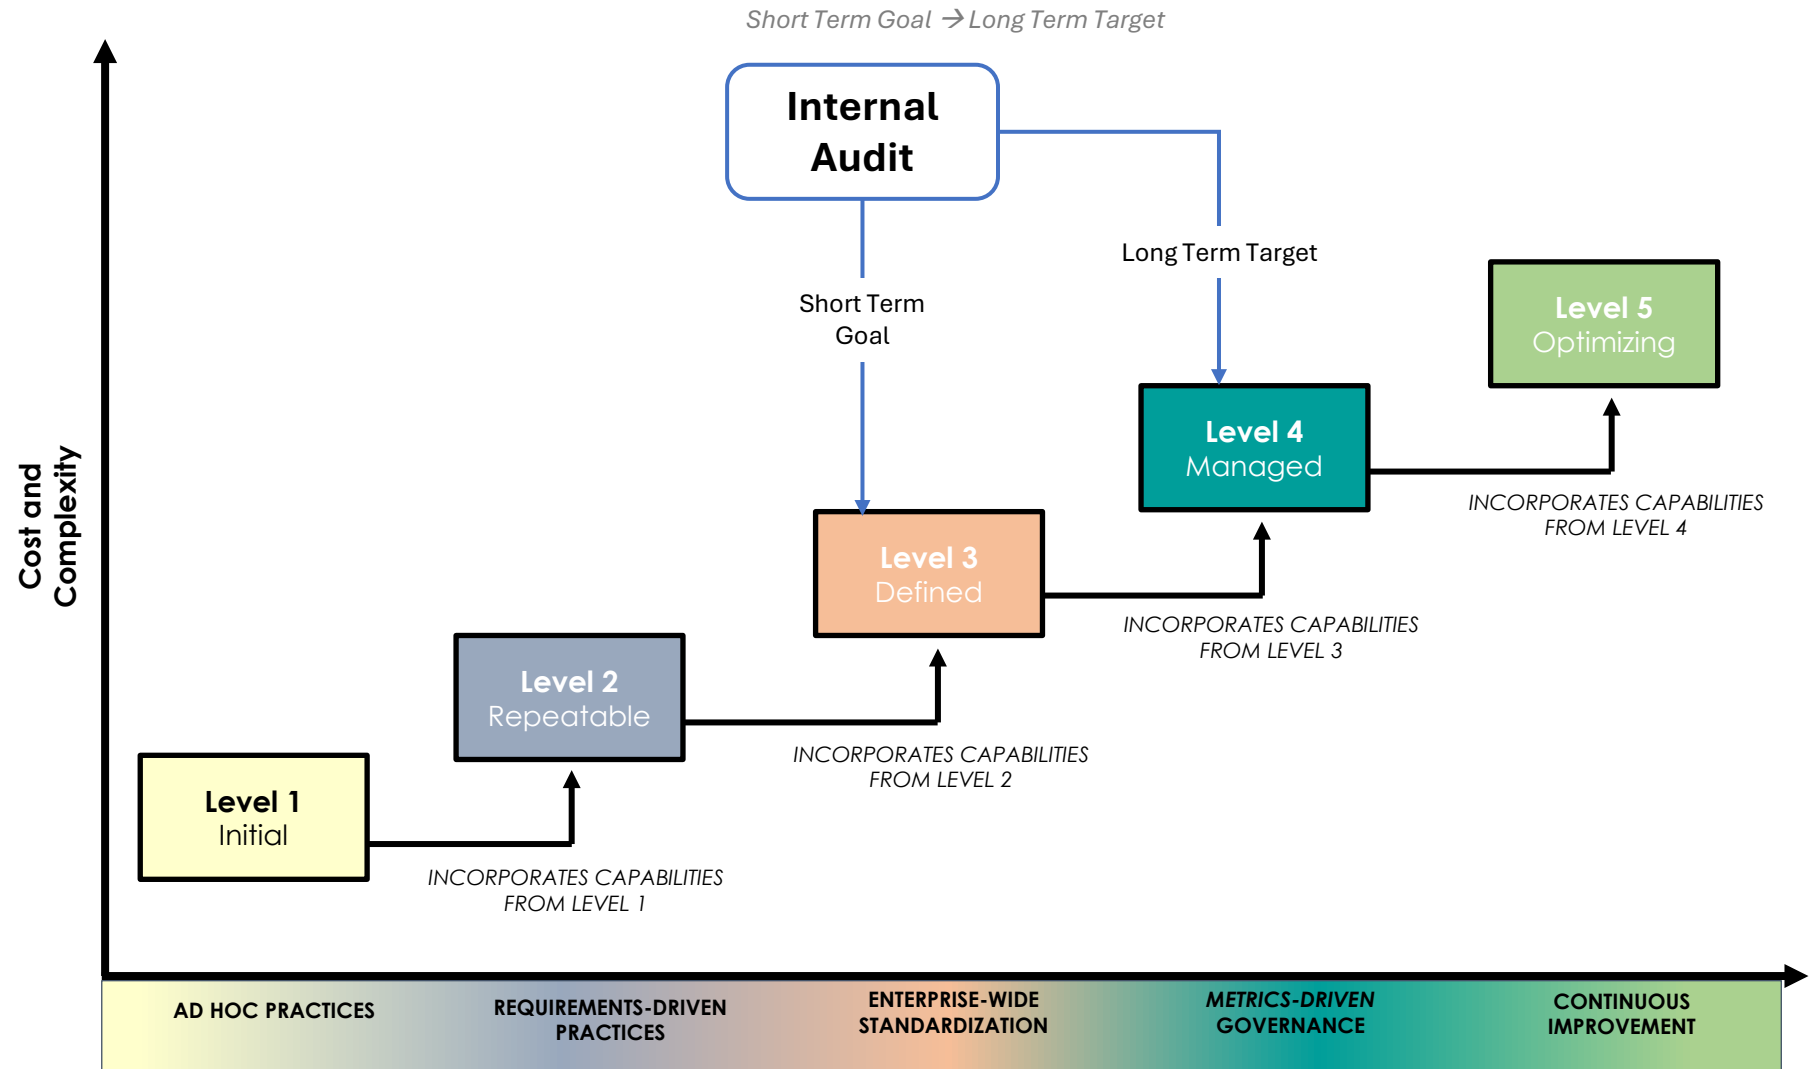 Short Term Goal → Long Term Target
Internal
Audit
Long Term Target
Short Term
Goal
Level 5
Optimizing
Level 4
Managed
INCORPORATES CAPABILITIES
FROM LEVEL 4
Cost and
Complexity
Level 3
Defined
INCORPORATES CAPABILITIES
FROM LEVEL 3
Level 2
Repeatable
INCORPORATES CAPABILITIES
FROM LEVEL 2
Level 1
Initial
INCORPORATES CAPABILITIES
FROM LEVEL 1
AD HOC PRACTICES
REQUIREMENTS-DRIVEN
PRACTICES
ENTERPRISE-WIDE
STANDARDIZATION
METRICS-DRIVEN
GOVERNANCE
CONTINUOUS
IMPROVEMENT